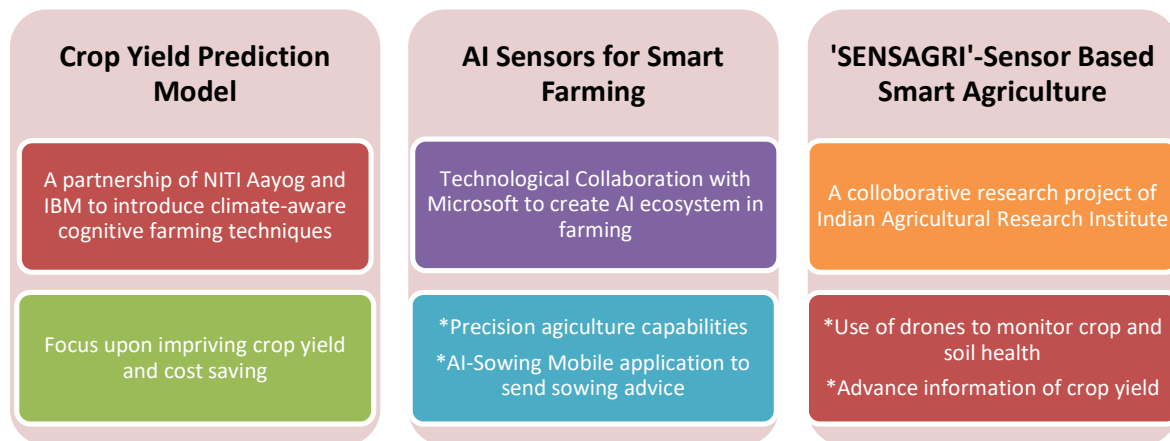 Crop Yield Prediction
Model
A partnership of NITI Aayog and
IBM to introduce climate-aware
cognitive farming techniques
Focus upon impriving crop yield
and cost saving
AI Sensors for Smart
Farming
Technological Collaboration with
Microsoft to create AI ecosystem in
farming
*Precision agiculture capabilities
*AI-Sowing Mobile application to
send sowing advice
'SENSAGRI'-Sensor Based
Smart Agriculture
A colloborative research project of
Indian Agricultural Research Institute
*Use of drones to monitor crop and
soil health
*Advance information of crop yield